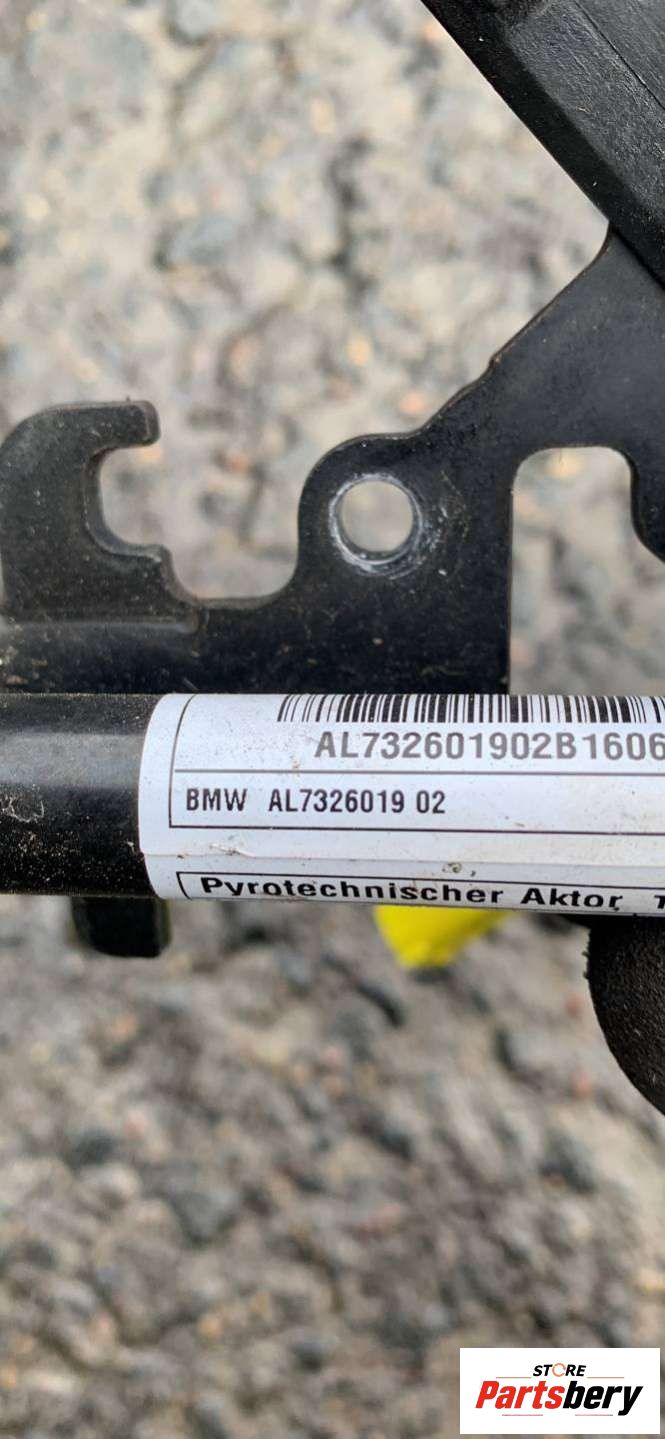 AL732601902B1606
BMW AL7326019 02
Pyrotechnischer Aktor,
STORE
Partsbery